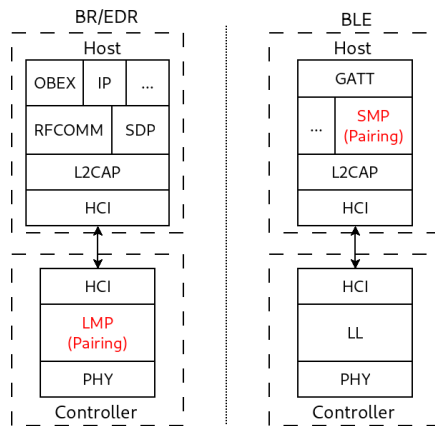 BR/EDR
Host
OBEX IP ...
RFCOMM SDP
L2CAP
HCI
HCI
LMP
(Pairing)
PHY
Controller
BLE
Host
GATT
... SMP
(Pairing)
L2CAP
HCI
HCI
LL
PHY
Controller